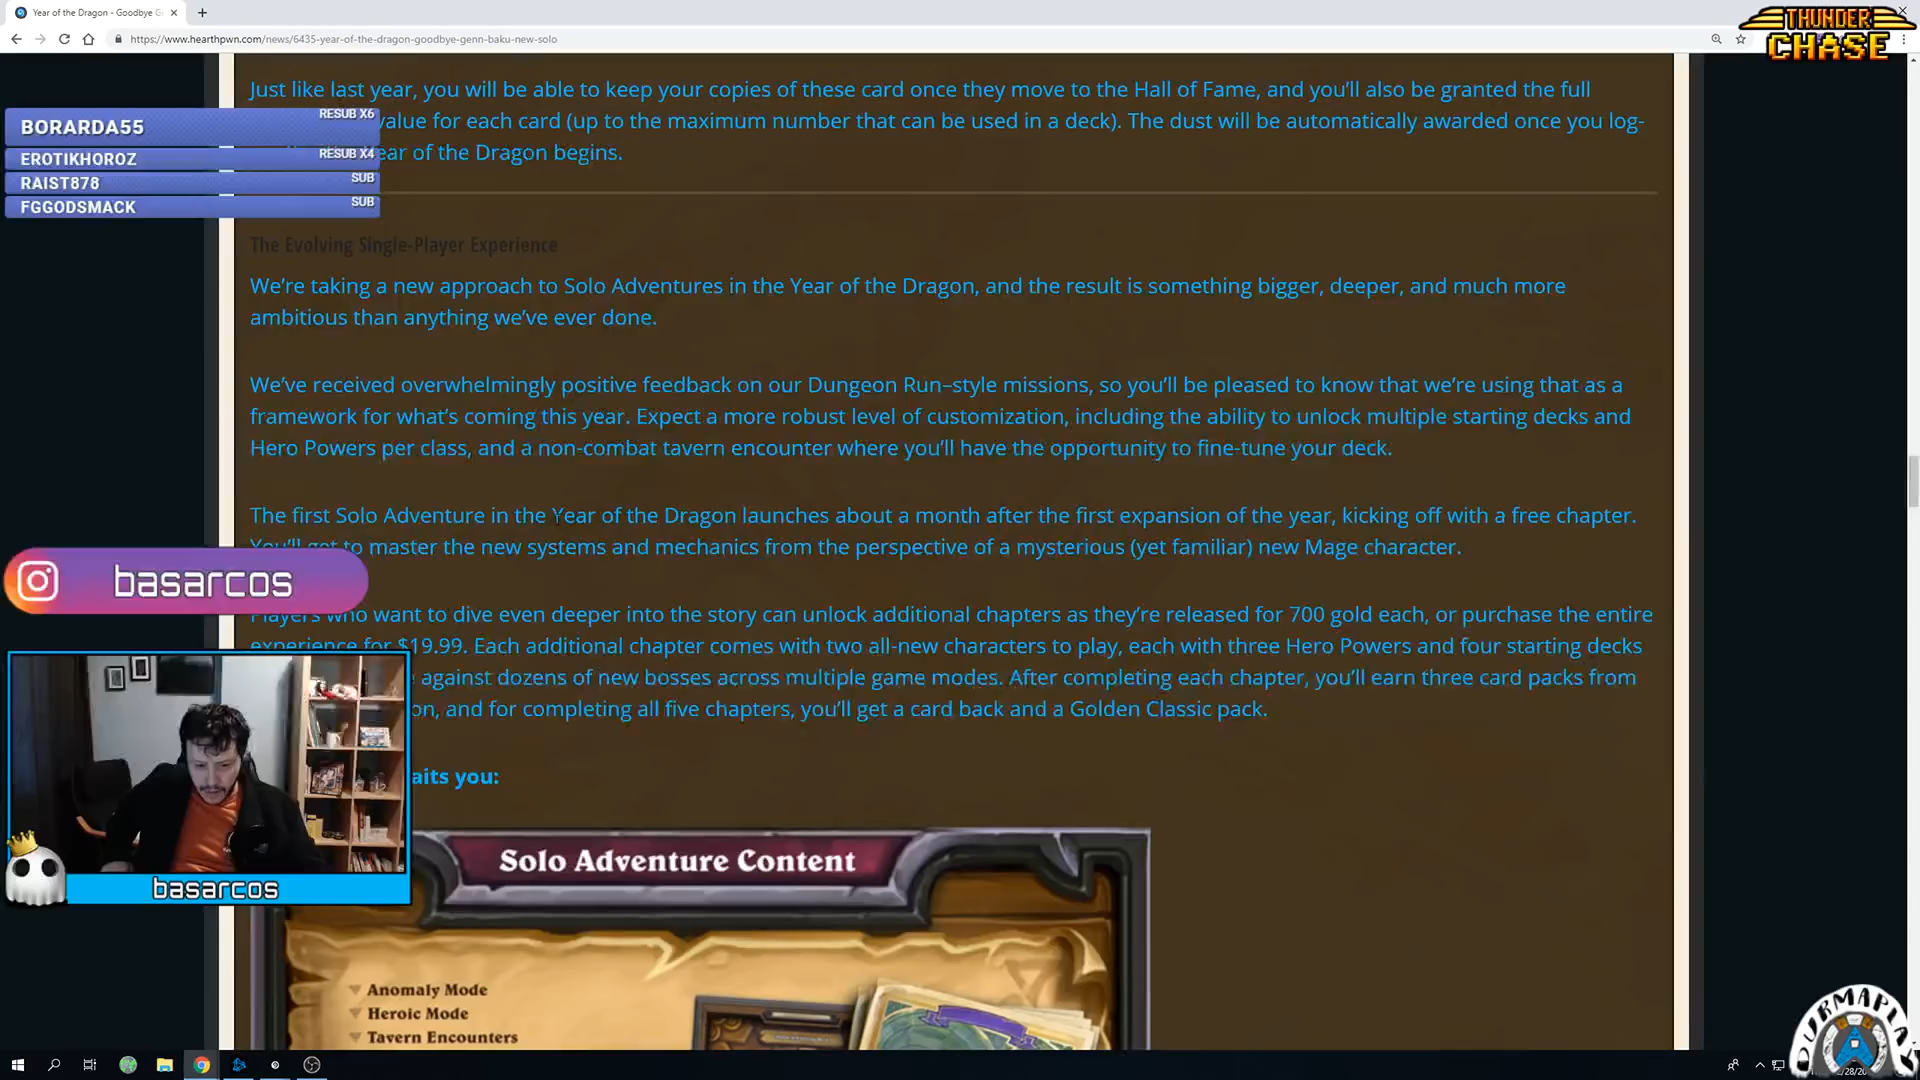 Year of the Dragon - Goodbye G
THUNDER
CHASE
https://www.hearthpwn.com/news/6435-year-of-the-dragon-goodbye-genn-baku-new-solo
Just like last year, you will be able to keep your copies of these card once they move to the Hall of Fame, and you'll also be granted the full
value for each card (up to the maximum number that can be used in a deck). The dust will be automatically awarded once you log-
ear of the Dragon begins.
BORARDA55 RESUB X6
EROTIKHOROZ RESUB X4
RAIST878 SUB
FGGODSMACK SUB
The Evolving Single-Player Experience
We're taking a new approach to Solo Adventures in the Year of the Dragon, and the result is something bigger, deeper, and much more
ambitious than anything we've ever done.
We've received overwhelmingly positive feedback on our Dungeon Run–style missions, so you'll be pleased to know that we're using that as a
framework for what's coming this year. Expect a more robust level of customization, including the ability to unlock multiple starting decks and
Hero Powers per class, and a non-combat tavern encounter where you'll have the opportunity to fine-tune your deck.
The first Solo Adventure in the Year of the Dragon launches about a month after the first expansion of the year, kicking off with a free chapter.
You'll get to master the new systems and mechanics from the perspective of a mysterious (yet familiar) new Mage character.
basarcos
Players who want to dive even deeper into the story can unlock additional chapters as they're released for 700 gold each, or purchase the entire
experience for $19.99. Each additional chapter comes with two all-new characters to play, each with three Hero Powers and four starting decks
against dozens of new bosses across multiple game modes. After completing each chapter, you'll earn three card packs from
on, and for completing all five chapters, you'll get a card back and a Golden Classic pack.
aits you:
Solo Adventure Content
Anomaly Mode
Heroic Mode
Tavern Encounters
basarcos
DURMAPLAY